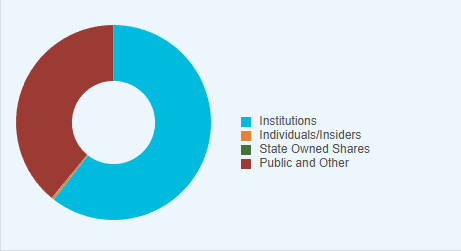 Institutions
Individuals/Insiders
State Owned Shares
Public and Other